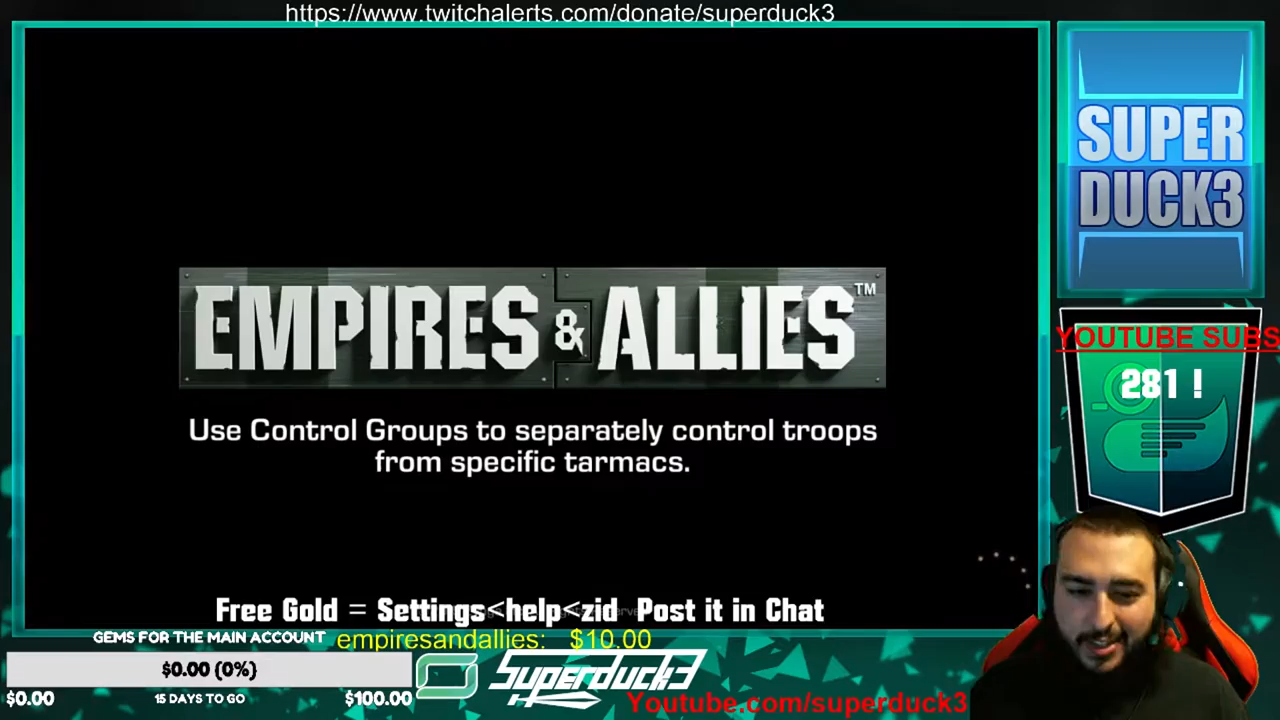 https://www.twitchalerts.com/donate/superduck3
SUPER
DUCK3
EMPIRES & ALLIES™
Use Control Groups to separately control troops
from specific tarmacs.
YOUTUBE SUBS
281 !
Free Gold = Settings<help<zid Post it in Chat
GEMS FOR THE MAIN ACCOUNT
empiresandallies: $10.00
$0.00 (0%)
$0.00
15 DAYS TO GO
$100.00
Superduck3
Youtube.com/superduck3